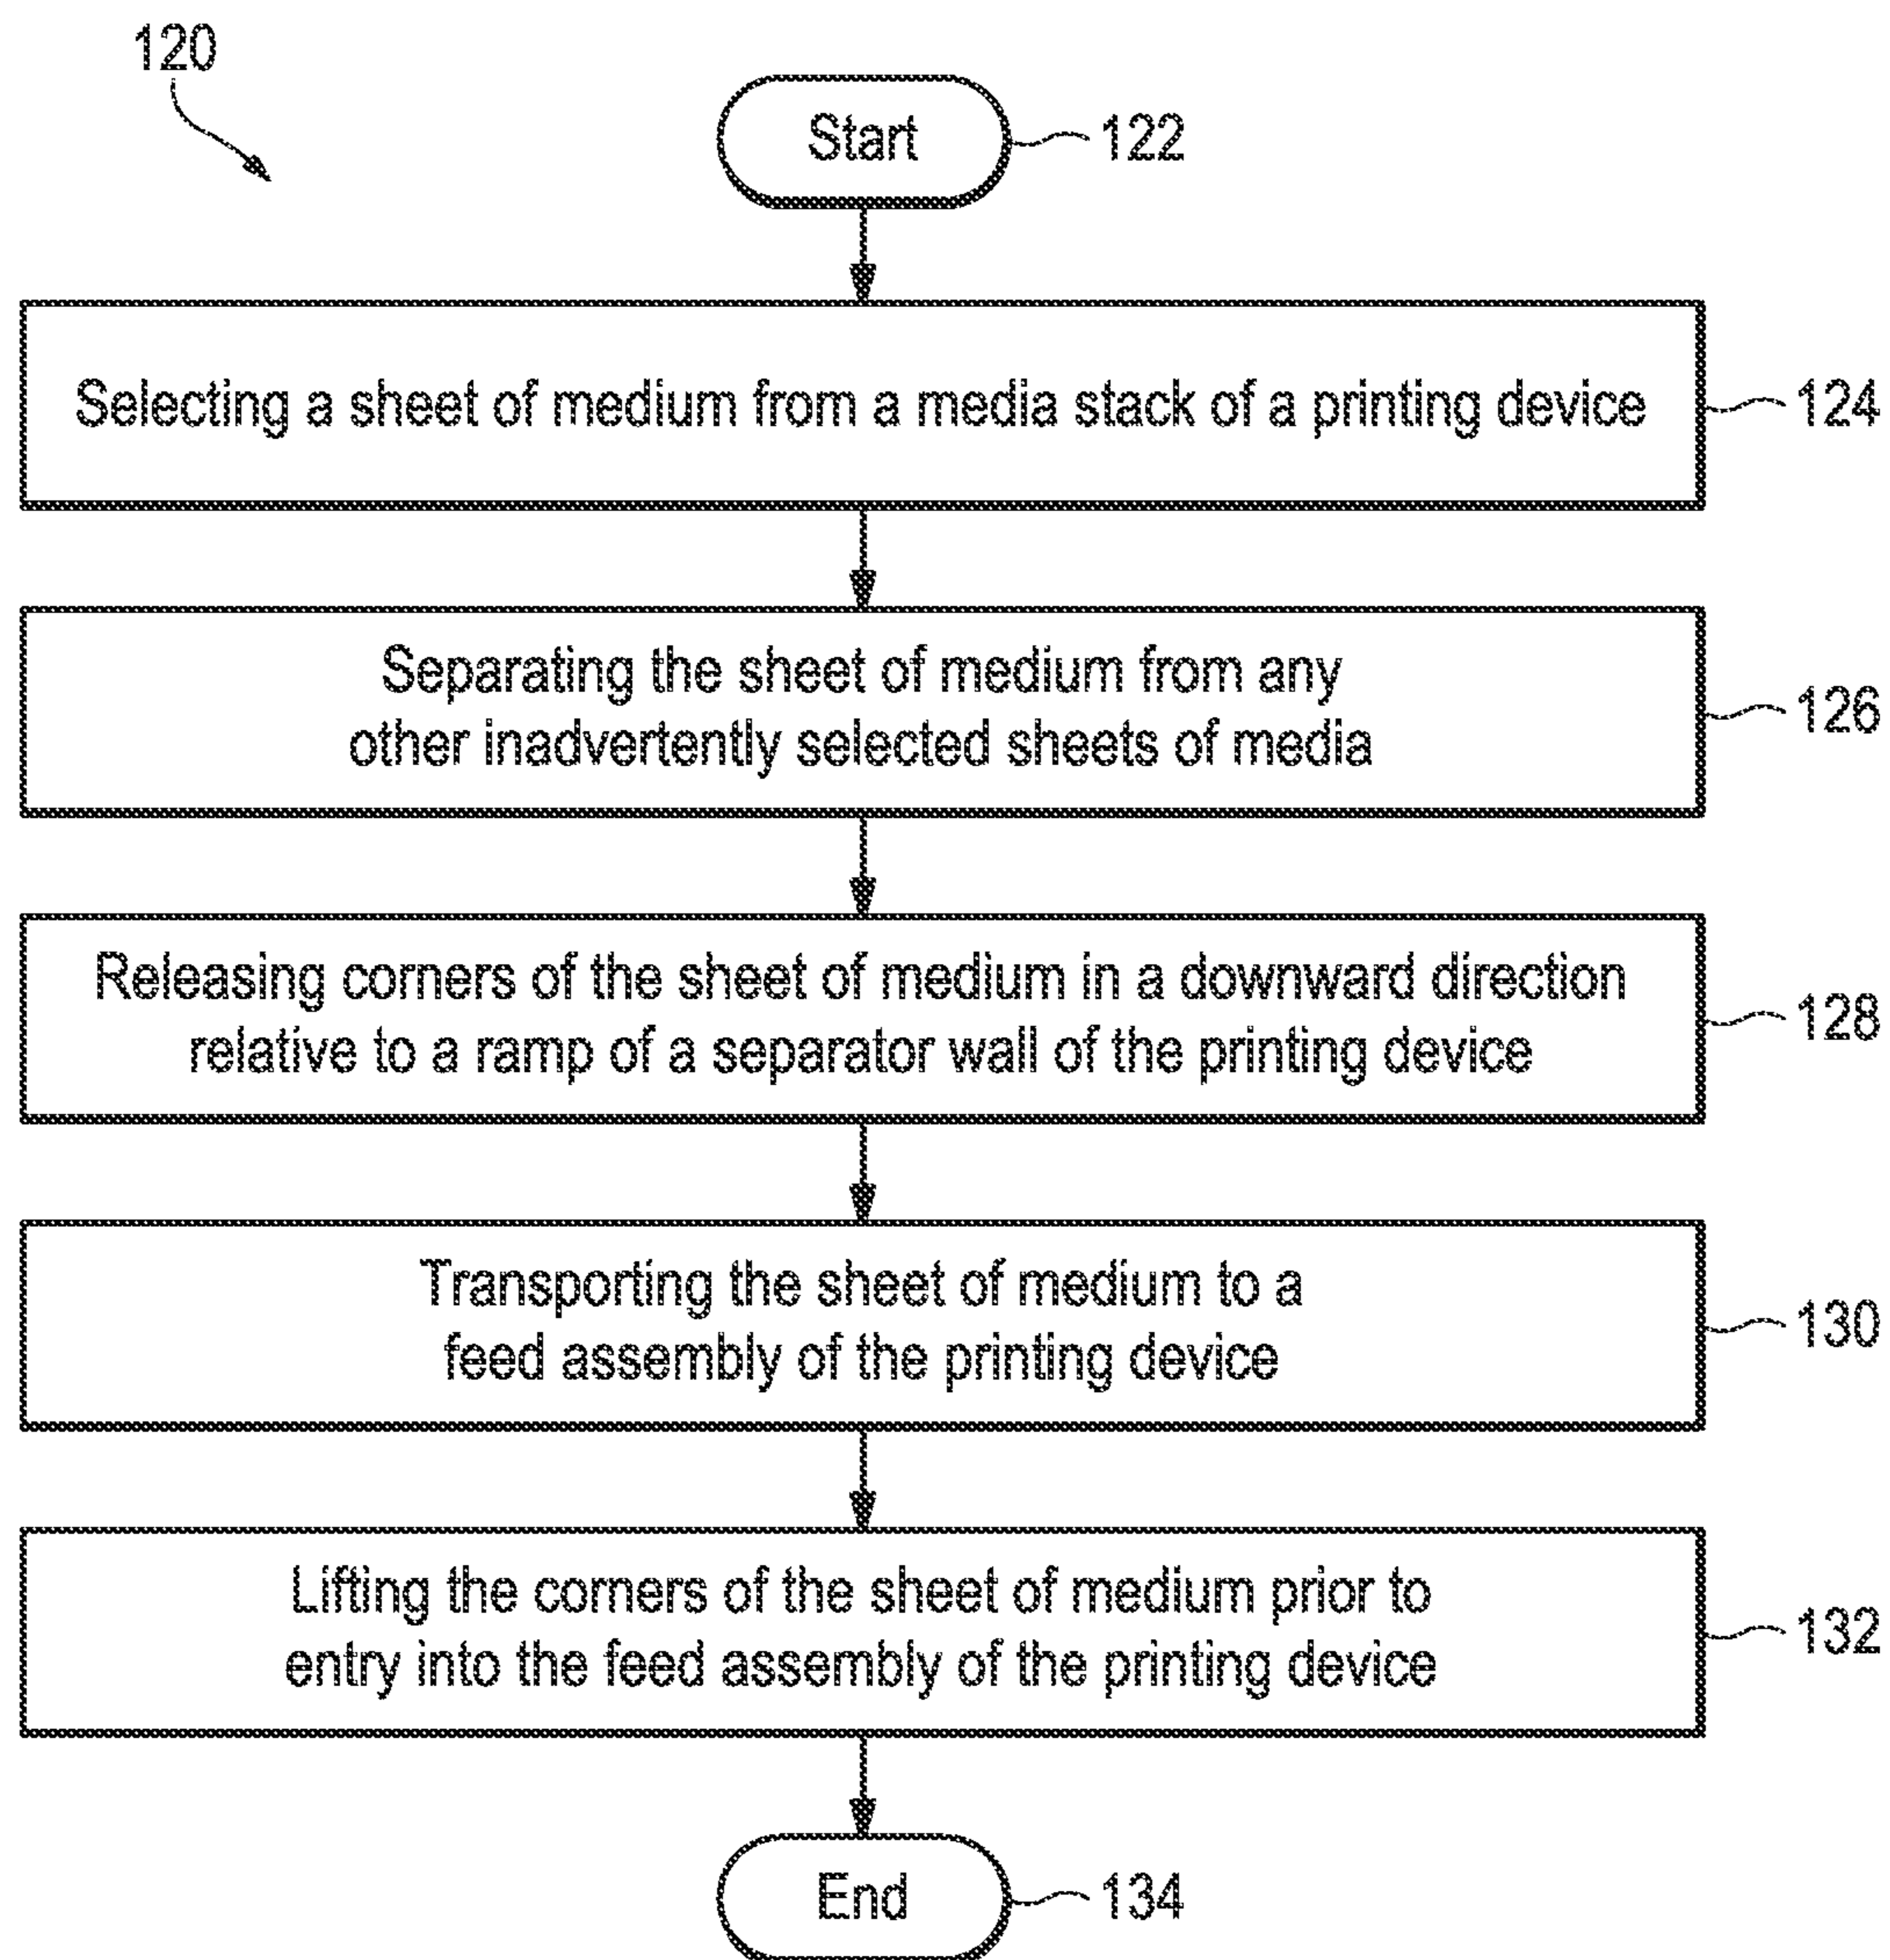 120
Start
122
Selecting a sheet of medium from a media stack of a printing device
124
Separating the sheet of medium from any
other inadvertently selected sheets of media
126
Releasing corners of the sheet of medium in a downward direction
relative to a ramp of a separator wall of the printing device
128
Transporting the sheet of medium to a
feed assembly of the printing device
130
Lifting the corners of the sheet of medium prior to
entry into the feed assembly of the printing device
132
End
134